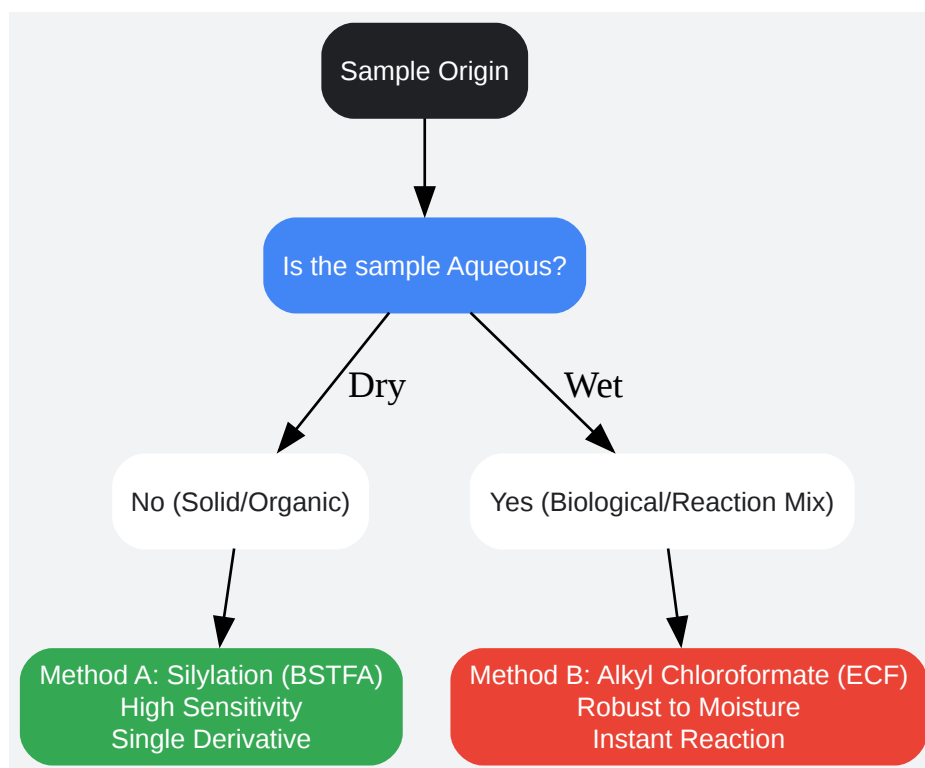 Sample Origin
Is the sample Aqueous?
Dry
Wet
No (Solid/Organic)
Yes (Biological/Reaction Mix)
Method A: Silylation (BSTFA)
High Sensitivity
Single Derivative
Method B: Alkyl Chloroformate (ECF)
Robust to Moisture
Instant Reaction